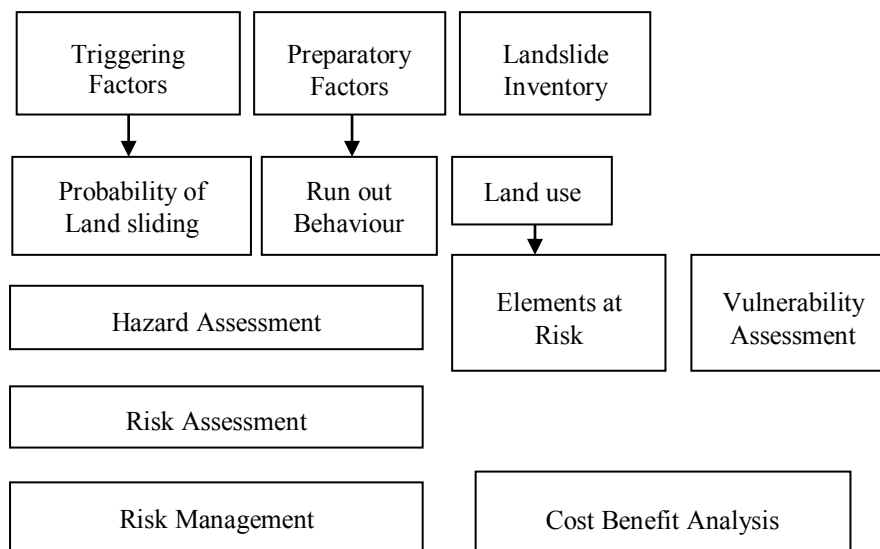 Triggering
Factors
Preparatory
Factors
Landslide
Inventory
Probability of
Land sliding
Run out
Behaviour
Land use
Hazard Assessment
Elements at
Risk
Vulnerability
Assessment
Risk Assessment
Risk Management
Cost Benefit Analysis